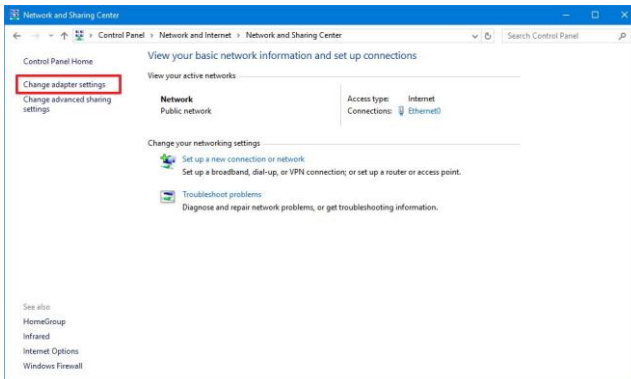 Network and Sharing Center
Control Panel > Network and Internet > Network and Sharing Center
Search Control Panel
Control Panel Home
Change adapter settings
Change advanced sharing
settings
View your basic network information and set up connections
View your active networks
Network
Public network
Access type: Internet
Connections: Ethernet0
Change your networking settings
Set up a new connection or network
Set up a broadband, dial-up, or VPN connection; or set up a router or access point.
Troubleshoot problems
Diagnose and repair network problems, or get troubleshooting information.
See also
HomeGroup
Infrared
Internet Options
Windows Firewall